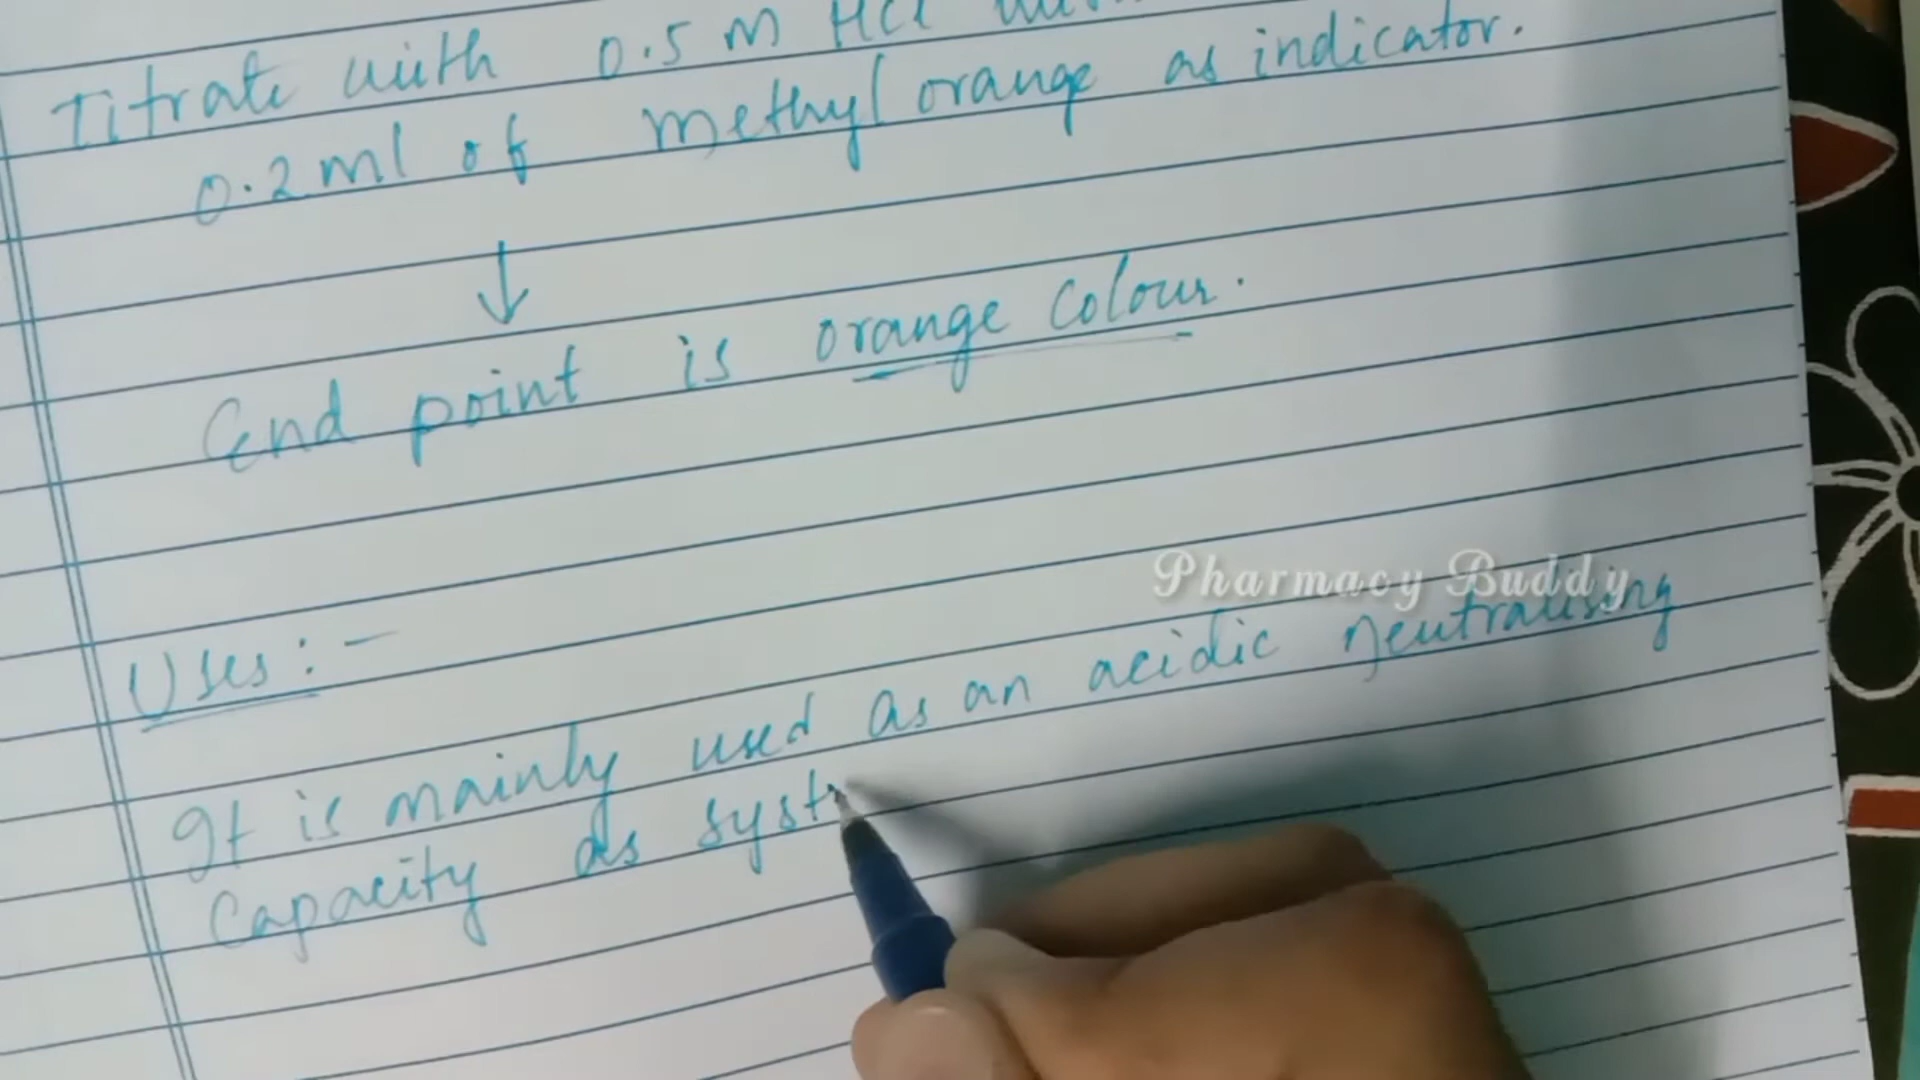 Titrate with 0.5 M HCl
0.2 ml of methyl orange as indicator.
↓
End point is orange colour.
Pharmacy Buddy
Uses :-
It is mainly used as an acidic neutralising
Capacity as syst